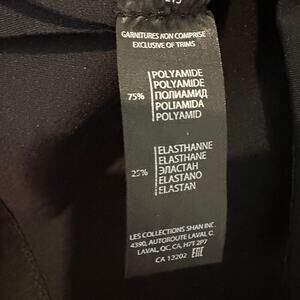 GARNITURES NON COMPRISE
EXCLUSIVE OF TRIMS
POLYAMIDE
POLYAMIDE
75% ПОЛИАМИД
POLIAMIDA
POLYAMID
ELASTHANNE
ELASTHANE
25% ЭЛАСТАН
ELASTANO
ELASTAN
LES COLLECTIONS SHAN INC.
4390, AUTOROUTE LAVAL O.
LAVAL, QC, CA, H7T 2P7
CA 13202 EAC